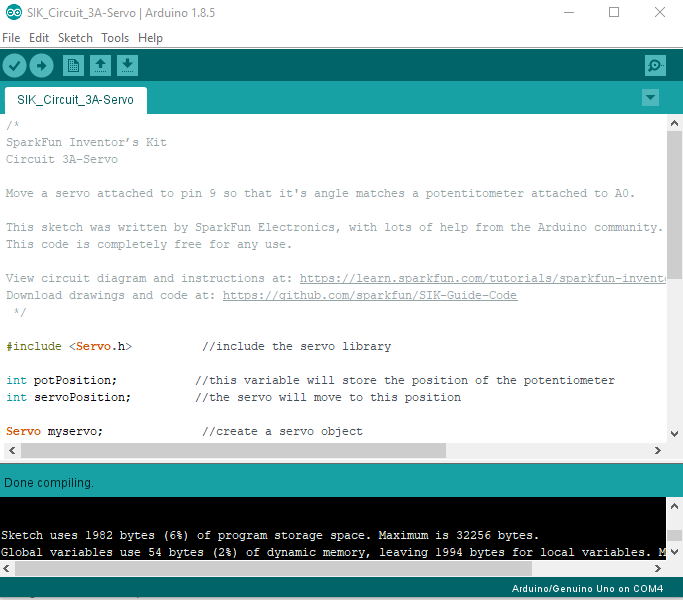 SIK_Circuit_3A-Servo | Arduino 1.8.5
File Edit Sketch Tools Help
SIK_Circuit_3A-Servo
/*
SparkFun Inventor's Kit
Circuit 3A-Servo
Move a servo attached to pin 9 so that it's angle matches a potentitometer attached to A0.
This sketch was written by SparkFun Electronics, with lots of help from the Arduino community.
This code is completely free for any use.
View circuit diagram and instructions at: https://learn.sparkfun.com/tutorials/sparkfun-invento
Download drawings and code at: https://github.com/sparkfun/SIK-Guide-Code
*/
#include <Servo.h> //include the servo library
int potPosition; //this variable will store the position of the potentiometer
int servoPosition; //the servo will move to this position
Servo myservo; //create a servo object
Done compiling.
Sketch uses 1982 bytes (6%) of program storage space. Maximum is 32256 bytes.
Global variables use 54 bytes (2%) of dynamic memory, leaving 1994 bytes for local variables. M
Arduino/Genuino Uno on COM4